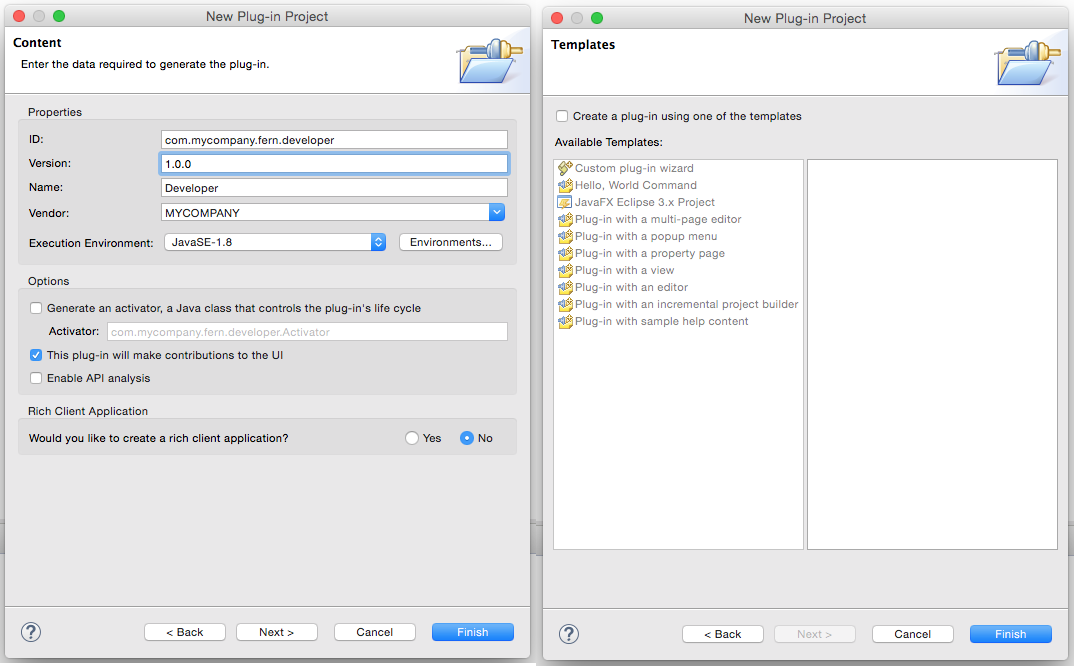 New Plug-in Project
Content
Enter the data required to generate the plug-in.
Properties
ID: com.mycompany.fern.developer
Version: 1.0.0
Name: Developer
Vendor: MYCOMPANY
Execution Environment: JavaSE-1.8 Environments...
Options
Generate an activator, a Java class that controls the plug-in's life cycle
Activator: com.mycompany.fern.developer.Activator
This plug-in will make contributions to the UI
Enable API analysis
Rich Client Application
Would you like to create a rich client application? Yes No
? < Back Next > Cancel Finish
New Plug-in Project
Templates
Create a plug-in using one of the templates
Available Templates:
Custom plug-in wizard
Hello, World Command
JavaFX Eclipse 3.x Project
Plug-in with a multi-page editor
Plug-in with a popup menu
Plug-in with a property page
Plug-in with a view
Plug-in with an editor
Plug-in with an incremental project builder
Plug-in with sample help content
? < Back Next > Cancel Finish